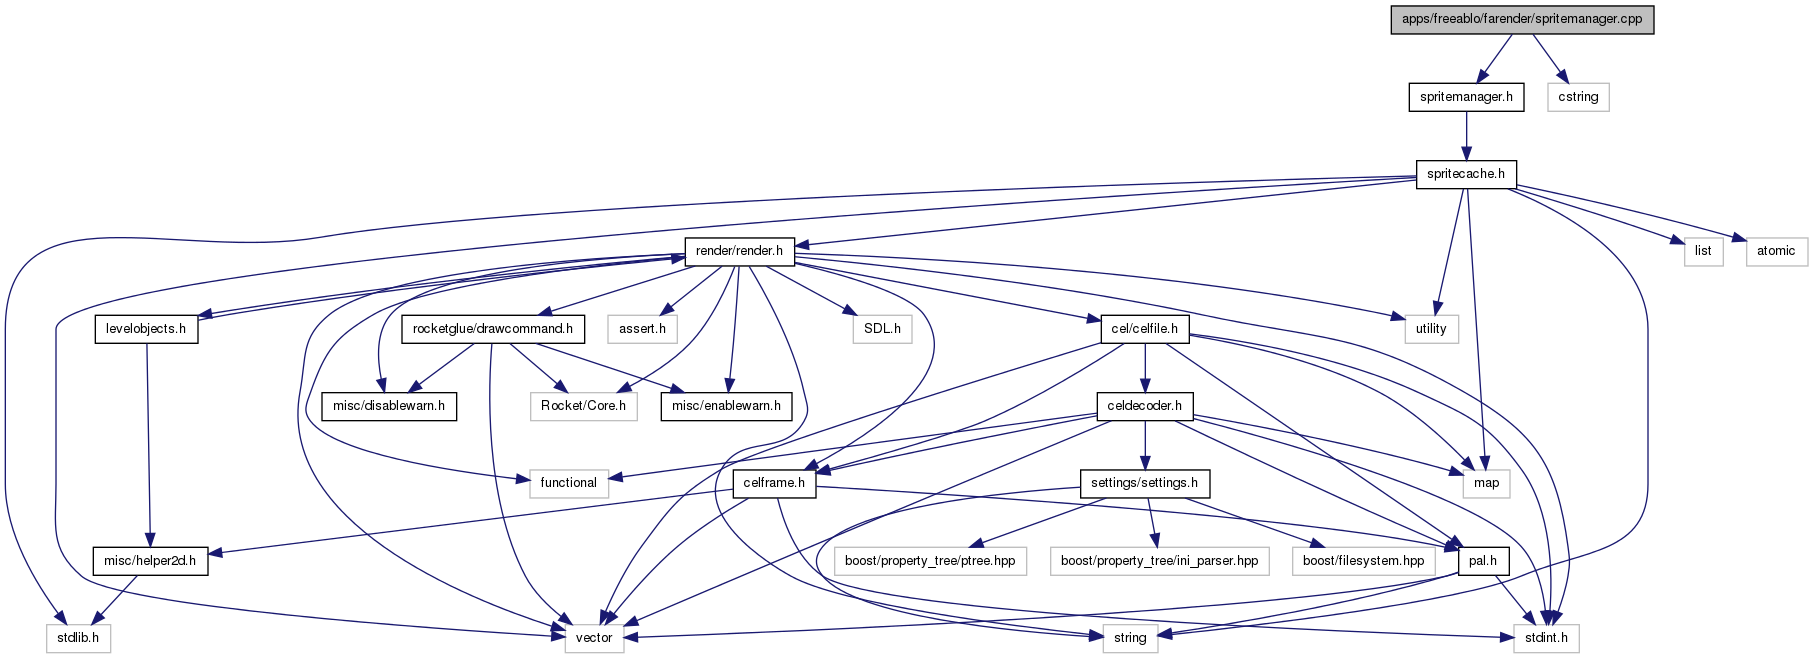 apps/freeablo/farender/spritemanager.cpp
spritemanager.h
cstring
spritecache.h
render/render.h
list
atomic
levelobjects.h
rocketglue/drawcommand.h
assert.h
SDL.h
cel/celfile.h
utility
misc/disablewarn.h
Rocket/Core.h
misc/enablewarn.h
celdecoder.h
functional
celframe.h
settings/settings.h
map
misc/helper2d.h
boost/property_tree/ptree.hpp
boost/property_tree/ini_parser.hpp
boost/filesystem.hpp
pal.h
stdlib.h
vector
string
stdint.h